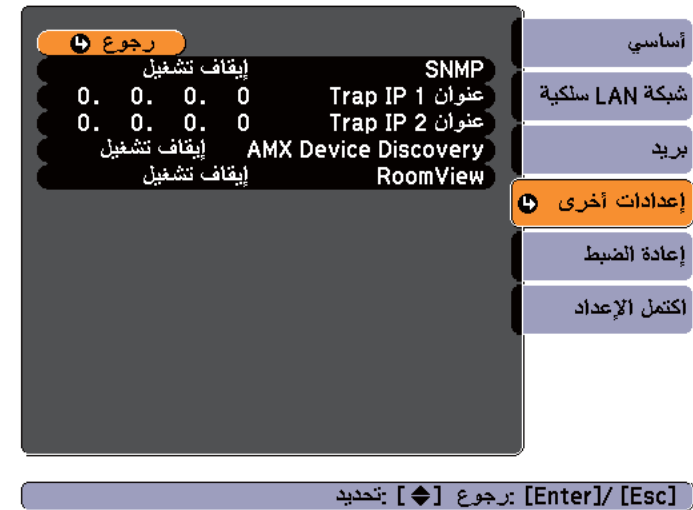 أساسي
شبكة LAN سلكية
بريد
إعدادات أخرى
إعادة الضبط
اكتمل الإعداد
رجوع
SNMP إيقاف تشغيل
عنوان Trap IP 1 0. 0. 0. 0
عنوان Trap IP 2 0. 0. 0. 0
AMX Device Discovery إيقاف تشغيل
RoomView إيقاف تشغيل
[Esc] /[Enter] :رجوع [◆] :تحديد